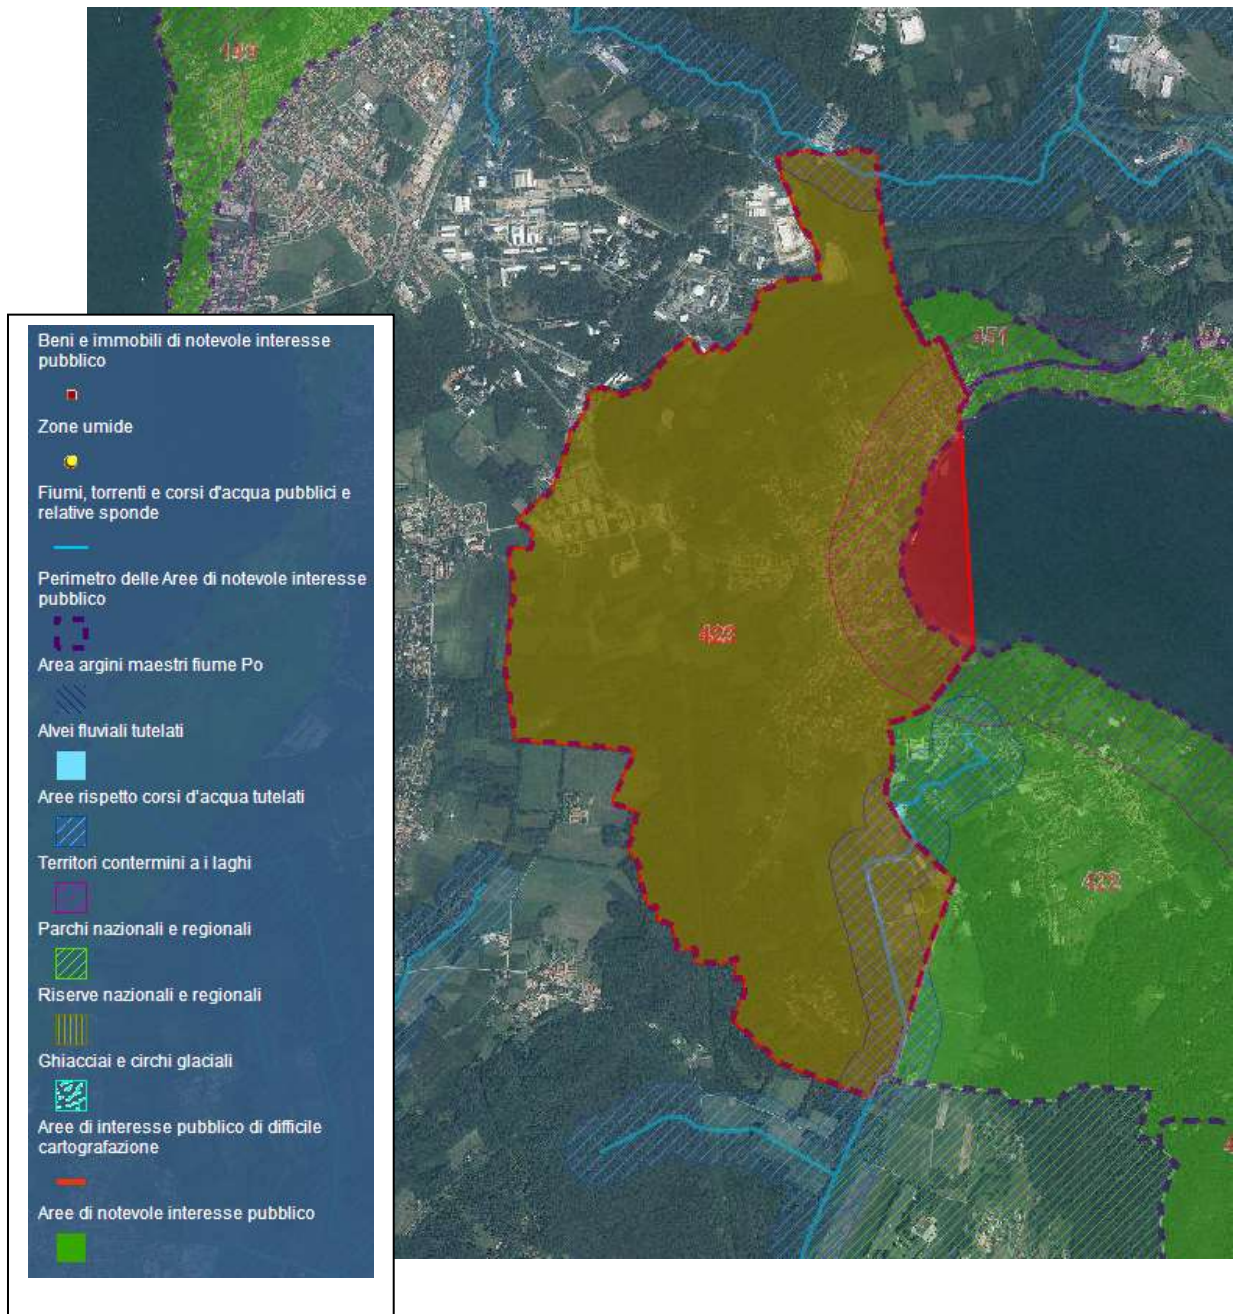 Beni e immobili di notevole interesse
pubblico
Zone umide
Fiumi, torrenti e corsi d'acqua pubblici e
relative sponde
Perimetro delle Aree di notevole interesse
pubblico
Area argini maestri fiume Po
Alvei fluviali tutelati
Aree rispetto corsi d'acqua tutelati
Territori contermini a i laghi
Parchi nazionali e regionali
Riserve nazionali e regionali
Ghiacciai e circhi glaciali
Aree di interesse pubblico di difficile
cartografazione
Aree di notevole interesse pubblico
451
422